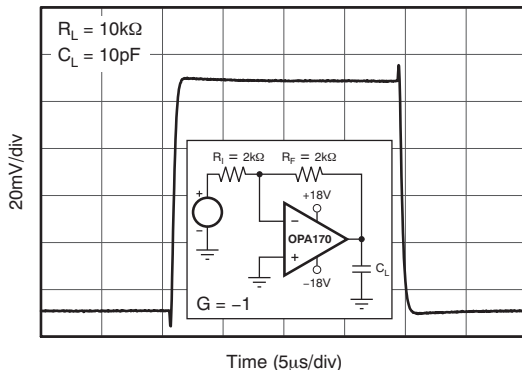 R_L = 10kΩ
C_L = 10pF
20mV/div
R_I = 2kΩ
R_F = 2kΩ
+
−
+18V
−
OPA170
+
−18V
C_L
G = −1
Time (5μs/div)